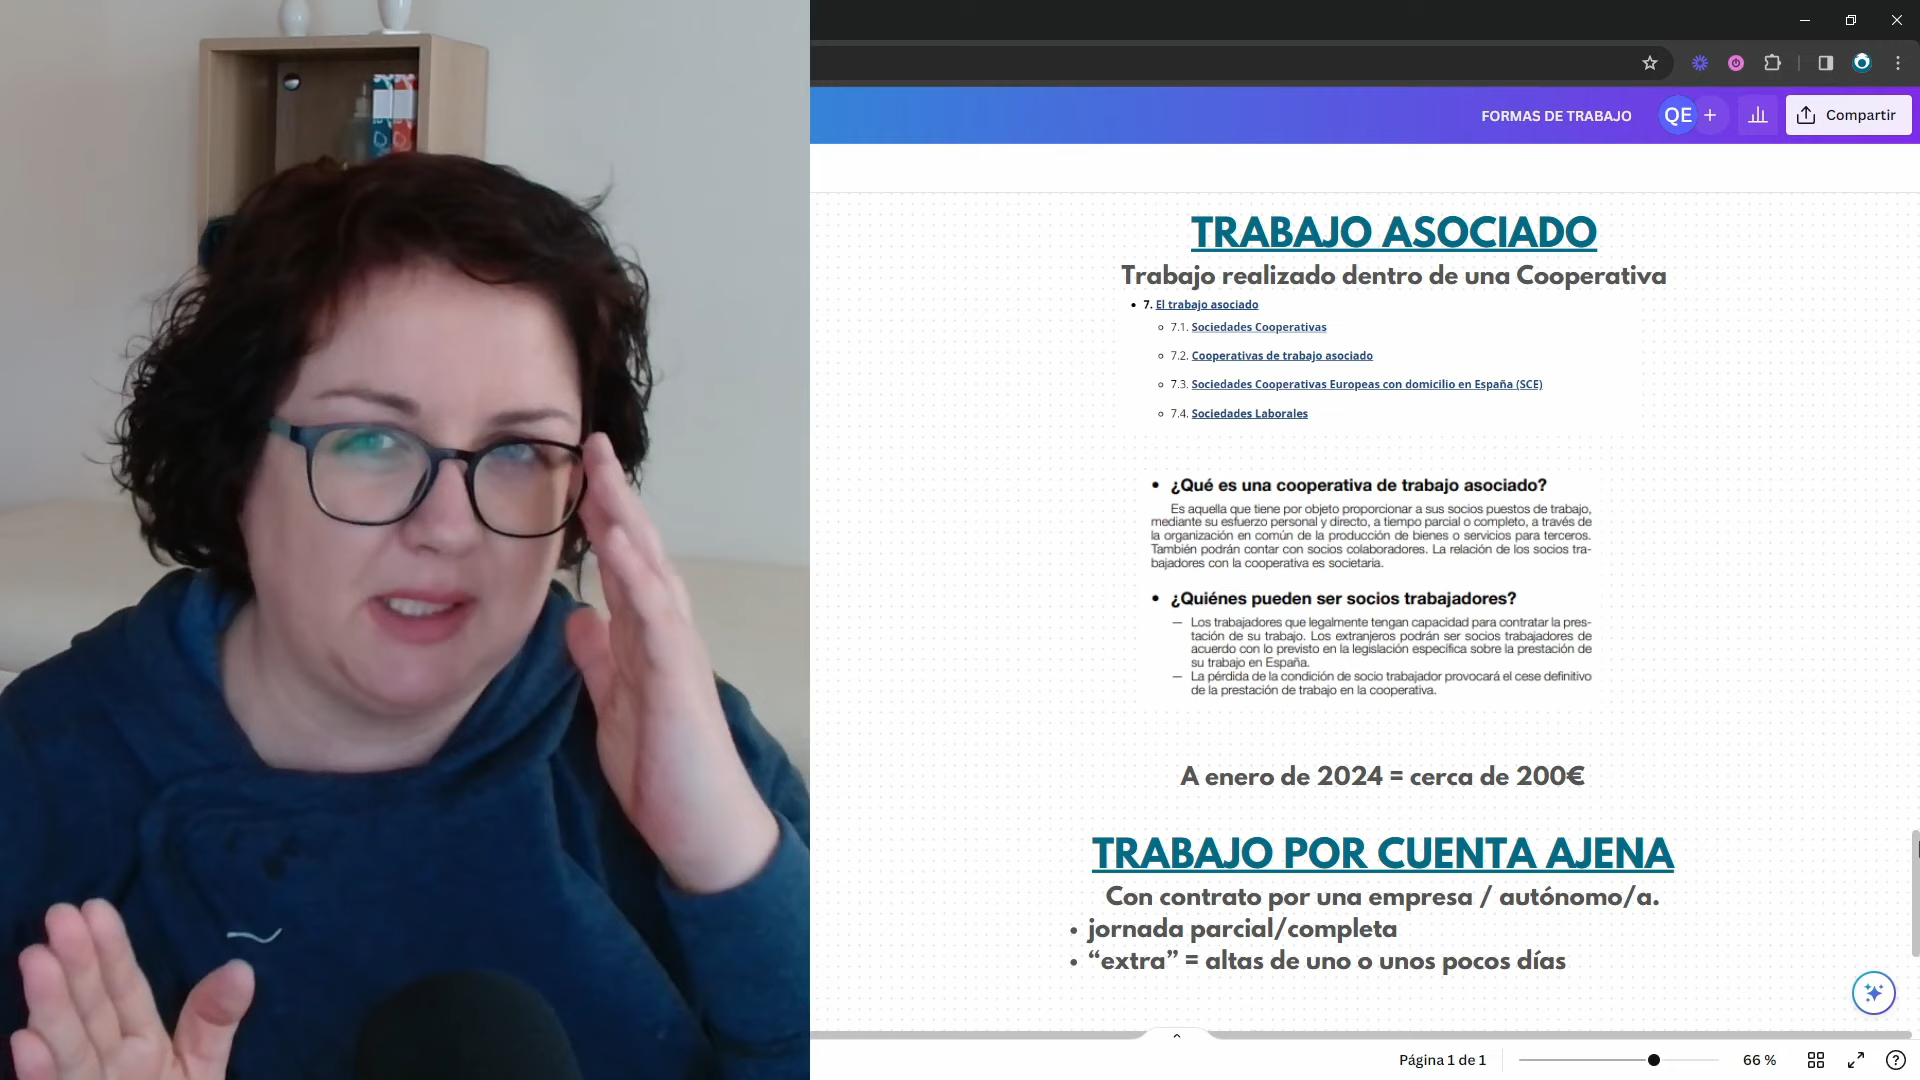 FORMAS DE TRABAJO
QE
+
Compartir
TRABAJO ASOCIADO
Trabajo realizado dentro de una Cooperativa
• 7. El trabajo asociado
7.1. Sociedades Cooperativas
7.2. Cooperativas de trabajo asociado
7.3. Sociedades Cooperativas Europeas con domicilio en España (SCE)
7.4. Sociedades Laborales
• ¿Qué es una cooperativa de trabajo asociado?
Es aquella que tiene por objeto proporcionar a sus socios puestos de trabajo,
mediante su esfuerzo personal y directo, a tiempo parcial o completo, a través de
la organización en común de la producción de bienes o servicios para terceros.
También podrán contar con socios colaboradores. La relación de los socios tra-
bajadores con la cooperativa es societaria.
• ¿Quiénes pueden ser socios trabajadores?
— Los trabajadores que legalmente tengan capacidad para contratar la pres-
tación de su trabajo. Los extranjeros podrán ser socios trabajadores de
acuerdo con lo previsto en la legislación específica sobre la prestación de
su trabajo en España.
— La pérdida de la condición de socio trabajador provocará el cese definitivo
de la prestación de trabajo en la cooperativa.
A enero de 2024 = cerca de 200€
TRABAJO POR CUENTA AJENA
Con contrato por una empresa / autónomo/a.
• jornada parcial/completa
• “extra” = altas de uno o unos pocos días
Página 1 de 1
66 %